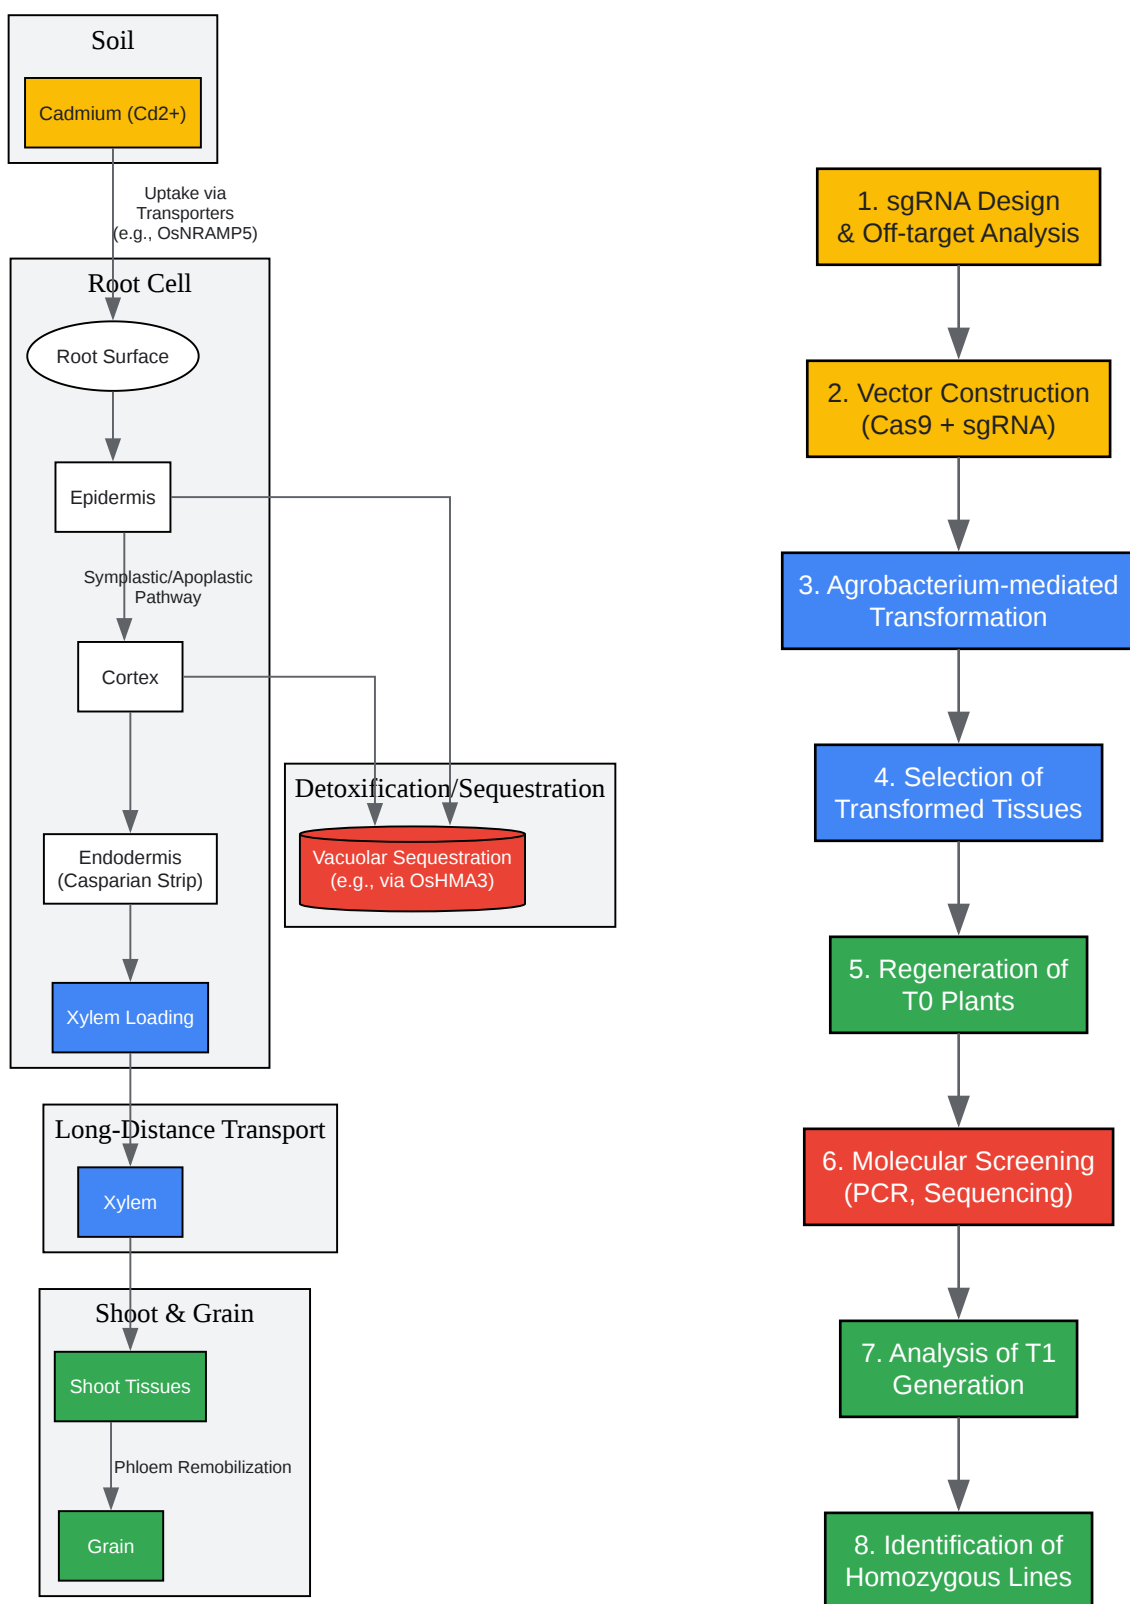 Soil
Cadmium (Cd2+)
Uptake via
Transporters
(e.g., OsNRAMP5)
Root Cell
Root Surface
Epidermis
Symplastic/Apoplastic
Pathway
Cortex
Detoxification/Sequestration
Vacuolar Sequestration
(e.g., via OsHMA3)
Endodermis
(Casparian Strip)
Xylem Loading
Long-Distance Transport
Xylem
Shoot & Grain
Shoot Tissues
Phloem Remobilization
Grain
1. sgRNA Design
& Off-target Analysis
2. Vector Construction
(Cas9 + sgRNA)
3. Agrobacterium-mediated
Transformation
4. Selection of
Transformed Tissues
5. Regeneration of
T0 Plants
6. Molecular Screening
(PCR, Sequencing)
7. Analysis of T1
Generation
8. Identification of
Homozygous Lines